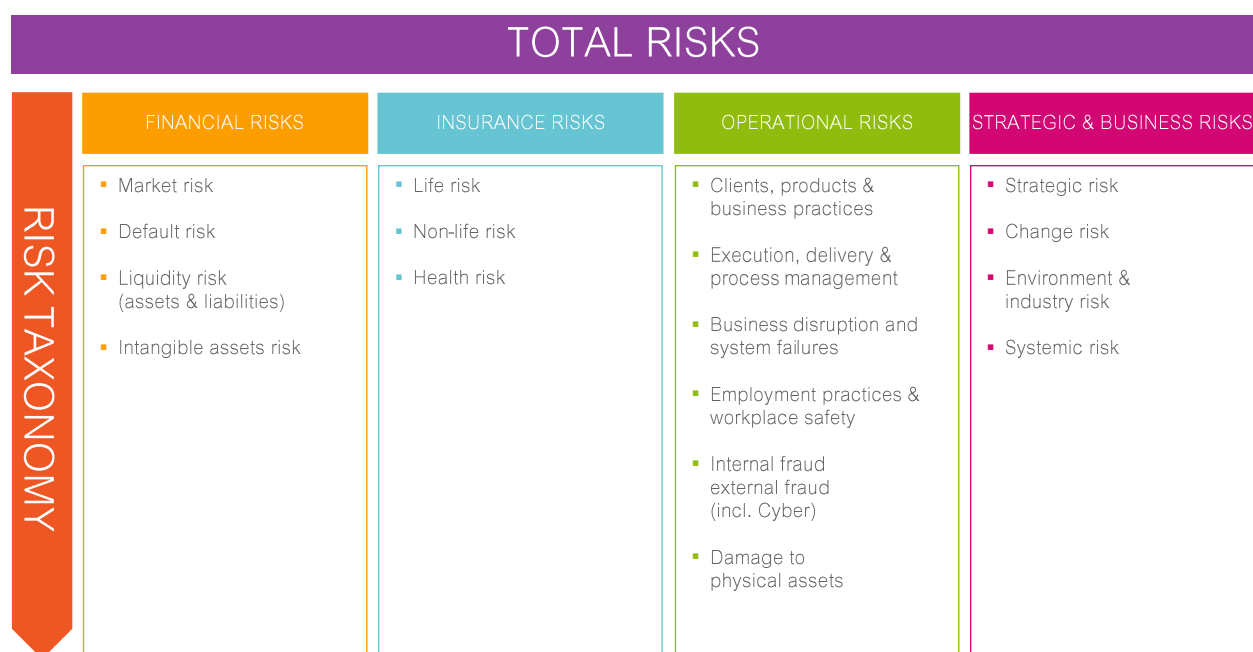 TOTAL RISKS
RISK TAXONOMY
FINANCIAL RISKS
Market risk
Default risk
Liquidity risk
(assets & liabilities)
Intangible assets risk
INSURANCE RISKS
Life risk
Non-life risk
Health risk
OPERATIONAL RISKS
Clients, products &
business practices
Execution, delivery &
process management
Business disruption and
system failures
Employment practices &
workplace safety
Internal fraud
external fraud
(incl. Cyber)
Damage to
physical assets
STRATEGIC & BUSINESS RISKS
Strategic risk
Change risk
Environment &
industry risk
Systemic risk